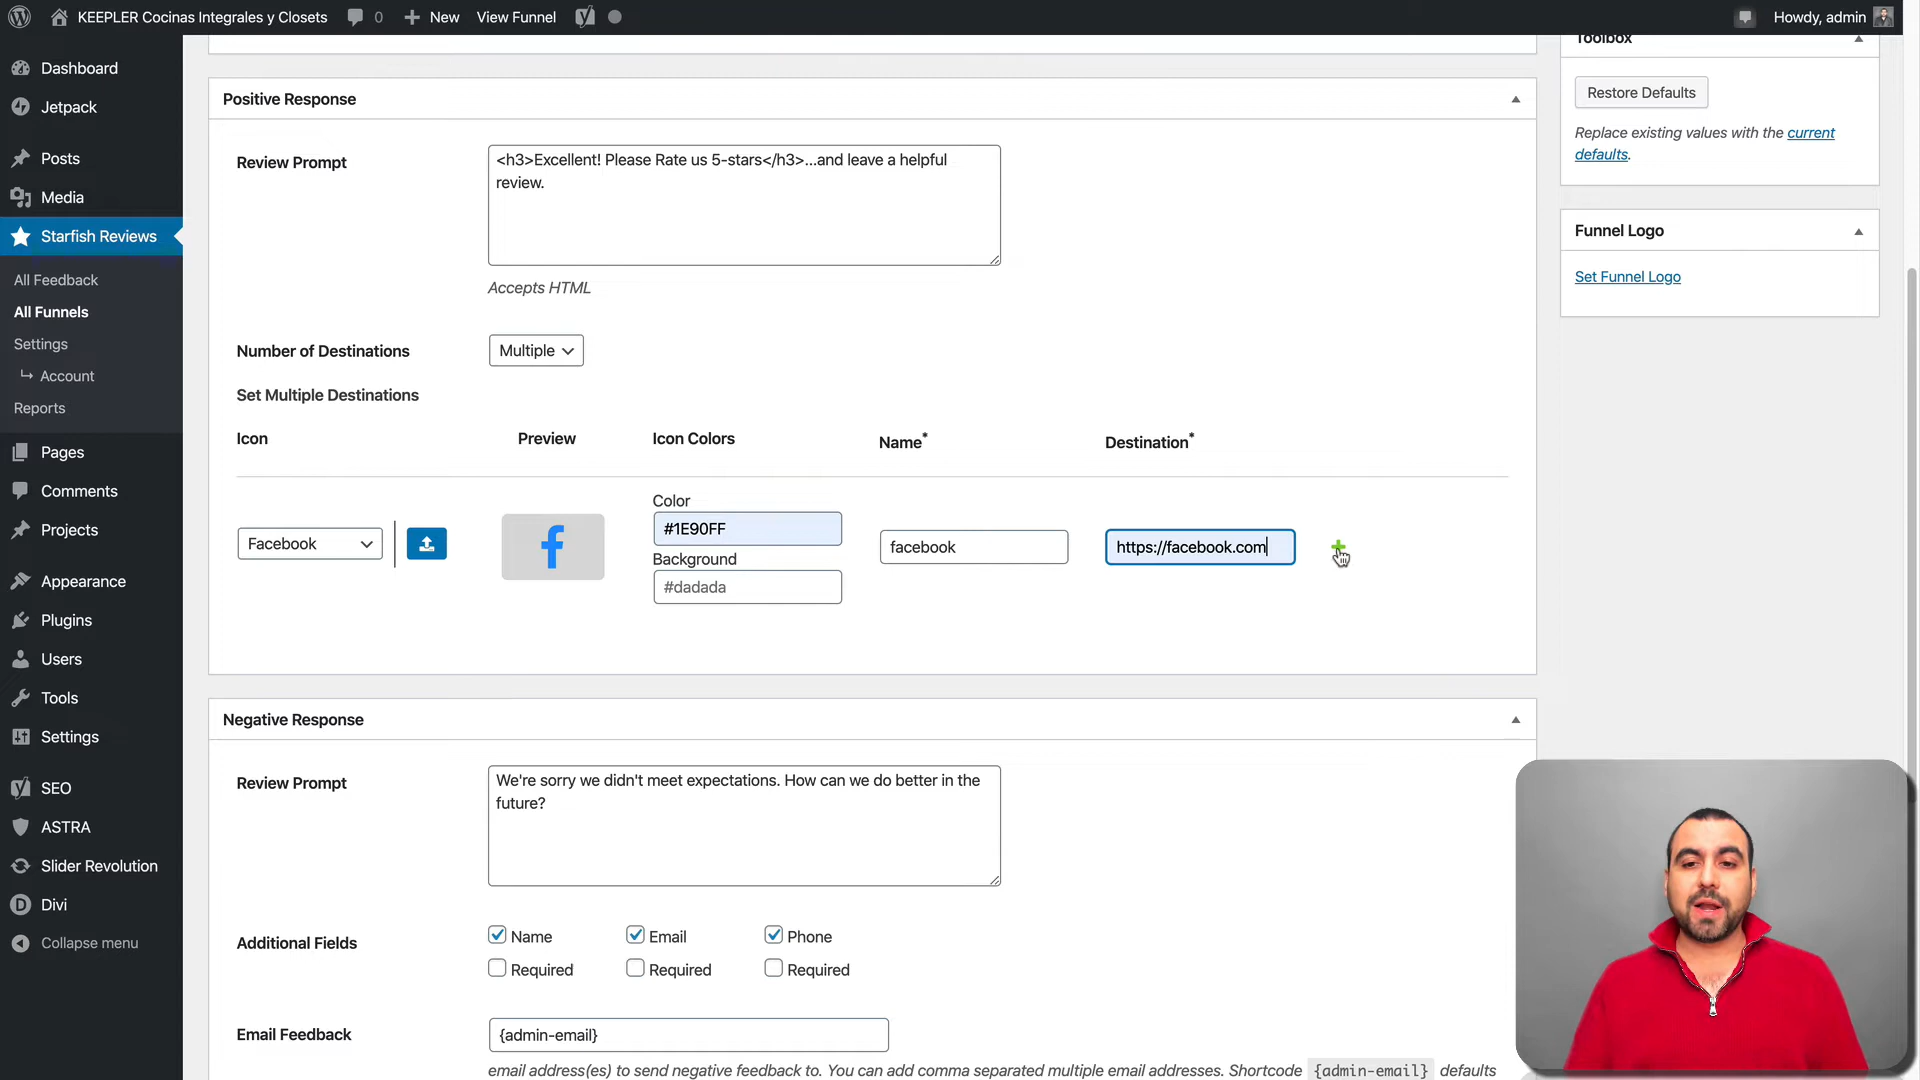 KEEPLER Cocinas Integrales y Closets 0 New View Funnel Howdy, admin
Dashboard
Jetpack
Posts
Media
Starfish Reviews
All Feedback
All Funnels
Settings
Account
Reports
Pages
Comments
Projects
Appearance
Plugins
Users
Tools
Settings
SEO
ASTRA
Slider Revolution
Divi
Collapse menu
Positive Response
Review Prompt
<h3>Excellent! Please Rate us 5-stars</h3>...and leave a helpful
review.
Accepts HTML
Number of Destinations Multiple
Set Multiple Destinations
Icon Preview Icon Colors Name* Destination*
Color
#1E90FF
Facebook facebook https://facebook.com
Background
#dadada
Negative Response
Review Prompt
We're sorry we didn't meet expectations. How can we do better in the
future?
Additional Fields
Name Email Phone
Required Required Required
Email Feedback {admin-email}
email address(es) to send negative feedback to. You can add comma separated multiple email addresses. Shortcode {admin-email} defaults
Toolbox
Restore Defaults
Replace existing values with the current
defaults.
Funnel Logo
Set Funnel Logo